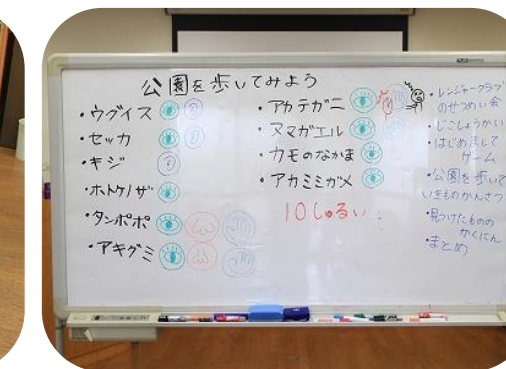 公園を歩いてみよう
・ウグイス
・セッカ
・キジ
・ホトケノザ
・タンポポ
・アキグミ
・アカテガニ
・ヌマガエル
・カモのなかま
・アカミミガメ
10しゅるい!
・レンジャークラブ
のせつめい会
・じこしょうかい
・はじめまして
ゲーム
・公園を歩いて
いきものかんさつ
・見つけたものの
かくにん
・まとめ